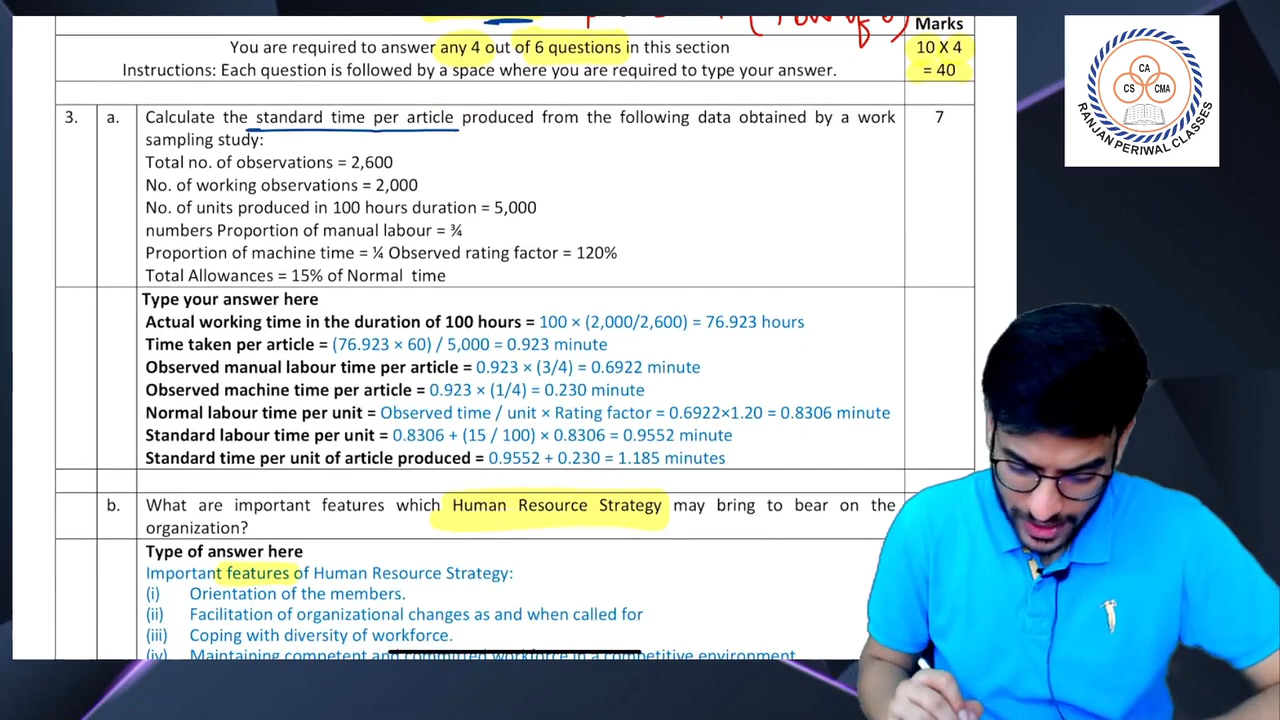 Marks
You are required to answer any 4 out of 6 questions in this section
10 X 4
Instructions: Each question is followed by a space where you are required to type your answer.
= 40
3. a. Calculate the standard time per article produced from the following data obtained by a work
7
sampling study:
Total no. of observations = 2,600
No. of working observations = 2,000
No. of units produced in 100 hours duration = 5,000
numbers Proportion of manual labour = ¾
Proportion of machine time = ¼ Observed rating factor = 120%
Total Allowances = 15% of Normal time
Type your answer here
Actual working time in the duration of 100 hours = 100 × (2,000/2,600) = 76.923 hours
Time taken per article = (76.923 × 60) / 5,000 = 0.923 minute
Observed manual labour time per article = 0.923 × (3/4) = 0.6922 minute
Observed machine time per article = 0.923 × (1/4) = 0.230 minute
Normal labour time per unit = Observed time / unit × Rating factor = 0.6922×1.20 = 0.8306 minute
Standard labour time per unit = 0.8306 + (15 / 100) × 0.8306 = 0.9552 minute
Standard time per unit of article produced = 0.9552 + 0.230 = 1.185 minutes
b. What are important features which Human Resource Strategy may bring to bear on the
organization?
Type of answer here
Important features of Human Resource Strategy:
(i) Orientation of the members.
(ii) Facilitation of organizational changes as and when called for
(iii) Coping with diversity of workforce.
(iv) Maintaining competent and committed workforce in a competitive environment
CA
CS
CMA
RANJAN PERIWAL CLASSES